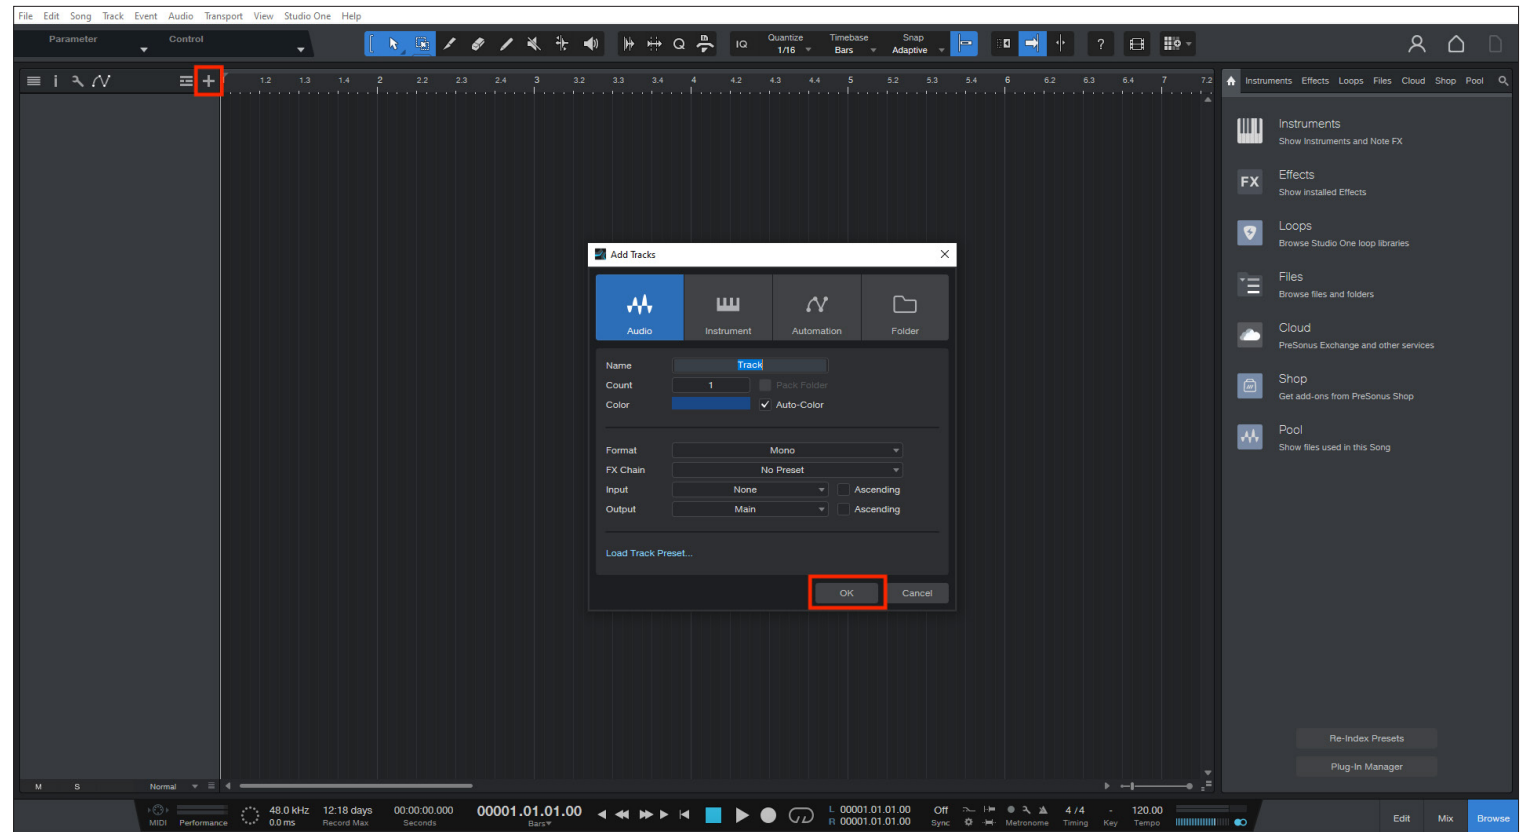 File Edit Song Track Event Audio Transport View Studio One Help
Parameter Control
IQ Quantize 1/16 Timebase Bars Snap Adaptive ?
1.2 1.3 1.4 2 2.2 2.3 2.4 3 3.2 3.3 3.4 4 4.2 4.3 4.4 5 5.2 5.3 5.4 6 6.2 6.3 6.4 7 7.2
Instruments Effects Loops Files Cloud Shop Pool
Instruments
Show Instruments and Note FX
FX
Effects
Show installed Effects
Loops
Browse Studio One loop libraries
Files
Browse files and folders
Cloud
PreSonus Exchange and other services
Shop
Get add-ons from PreSonus Shop
Pool
Show files used in this Song
Add Tracks
Audio Instrument Automation Folder
Name Track
Count 1 Pack Folder
Color Auto-Color
Format Mono
FX Chain No Preset
Input None Ascending
Output Main Ascending
Load Track Preset...
OK Cancel
Re-Index Presets
Plug-In Manager
M S Normal
48.0 kHz 12:18 days 00:00:00.000 00001.01.01.00 L 00001.01.01.00 Off 4 / 4 - 120.00
MIDI Performance 0.0 ms Record Max Seconds Bars R 00001.01.01.00 Sync Metronome Timing Key Tempo
Edit Mix Browse